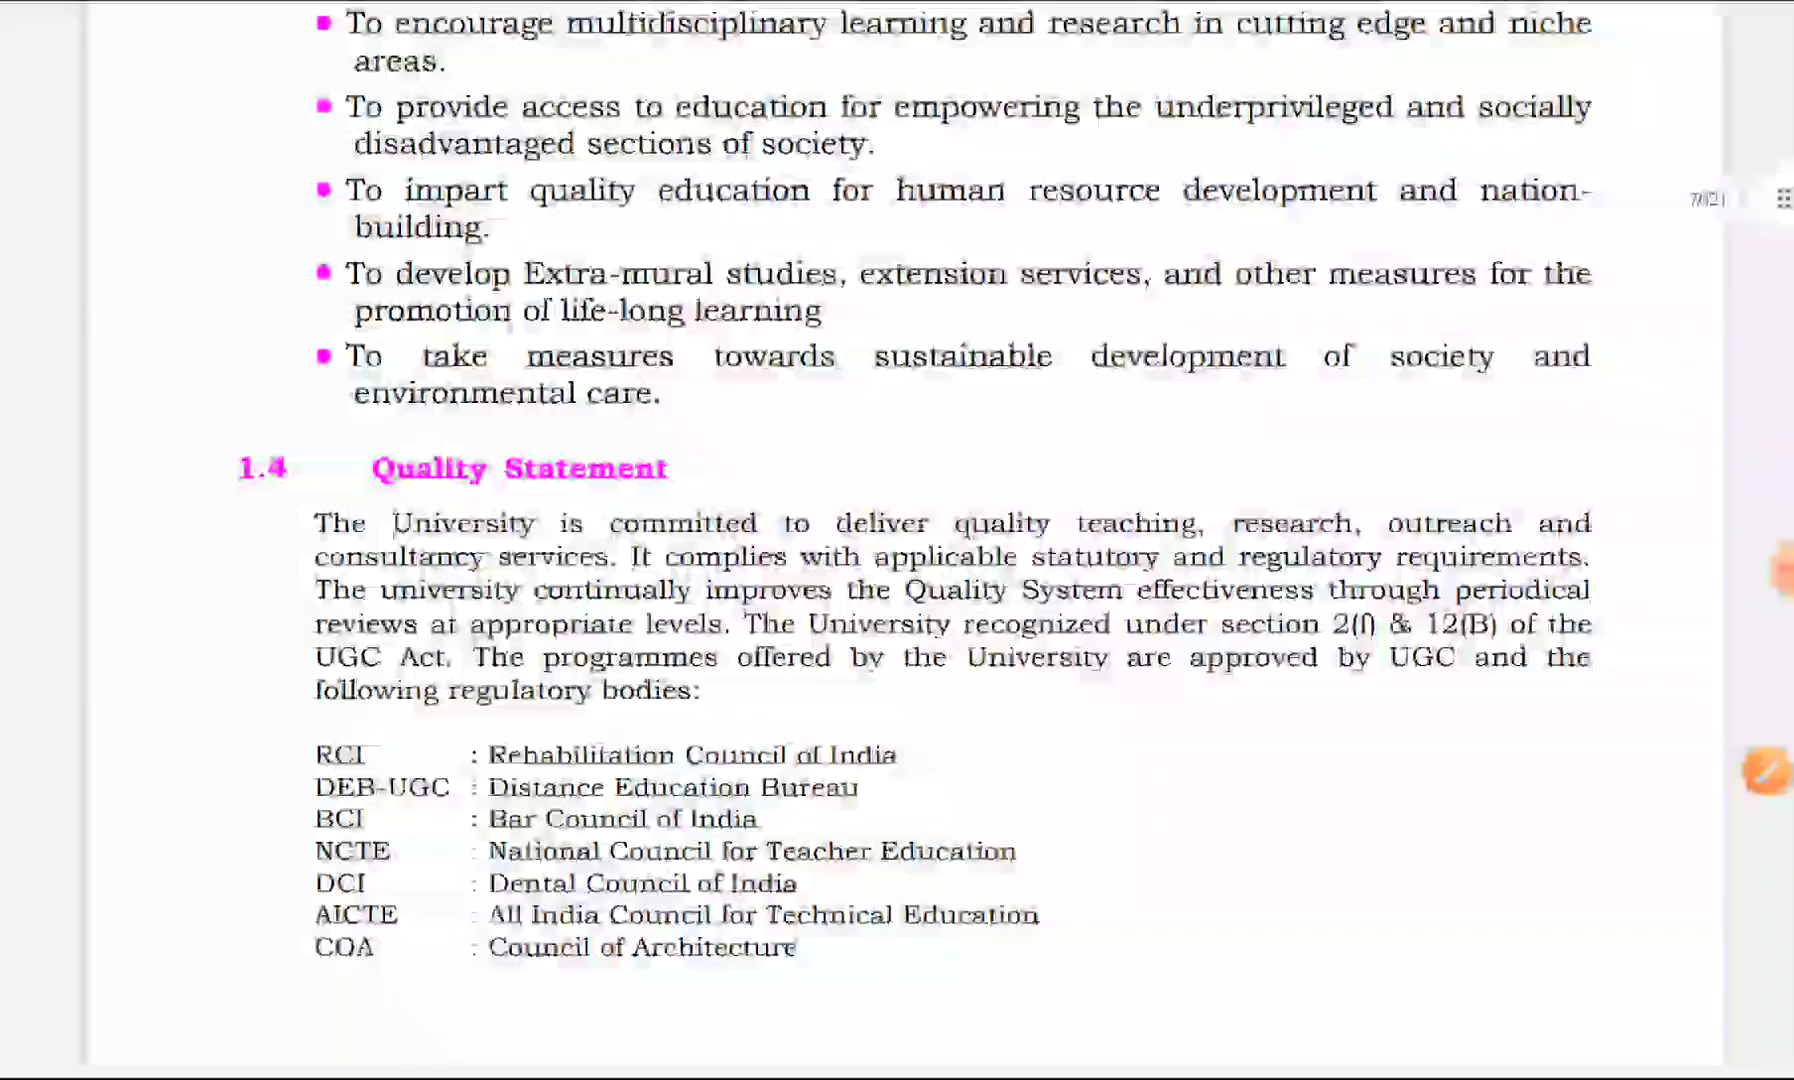 • To encourage multidisciplinary learning and research in cutting edge and niche
areas.
• To provide access to education for empowering the underprivileged and socially
disadvantaged sections of society.
• To impart quality education for human resource development and nation-
building.
• To develop Extra-mural studies, extension services, and other measures for the
promotion of life-long learning
• To take measures towards sustainable development of society and
environmental care.
1.4 Quality Statement
The University is committed to deliver quality teaching, research, outreach and
consultancy services. It complies with applicable statutory and regulatory requirements.
The university continually improves the Quality System effectiveness through periodical
reviews at appropriate levels. The University recognized under section 2(f) & 12(B) of the
UGC Act. The programmes offered by the University are approved by UGC and the
following regulatory bodies:
RCI : Rehabilitation Council of India
DEB-UGC : Distance Education Bureau
BCI : Bar Council of India
NCTE : National Council for Teacher Education
DCI : Dental Council of India
AICTE : All India Council for Technical Education
COA : Council of Architecture